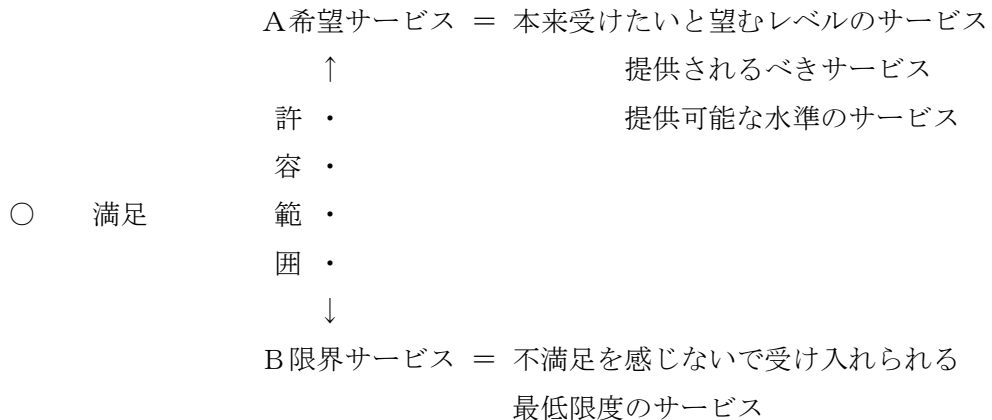 A希望サービス ＝ 本来受けたいと望むレベルのサービス
↑ 提供されるべきサービス
許 ・ 提供可能な水準のサービス
容 ・
○ 満足 範 ・
囲 ・
↓
B限界サービス ＝ 不満足を感じないで受け入れられる
最低限度のサービス